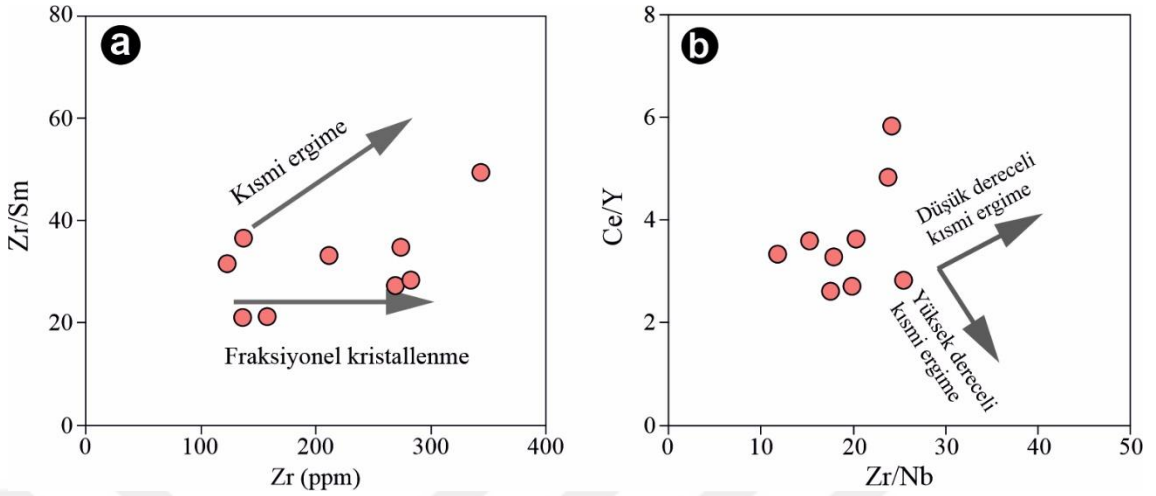 a
80
60
40
20
0
Zr/Sm
Kısmi ergime
Fraksiyonel kristallenme
0
100
200
300
400
Zr (ppm)
b
8
6
4
2
0
Ce/Y
Düşük dereceli
kısmi ergime
Yüksek dereceli
kısmi ergime
0
10
20
30
40
50
Zr/Nb